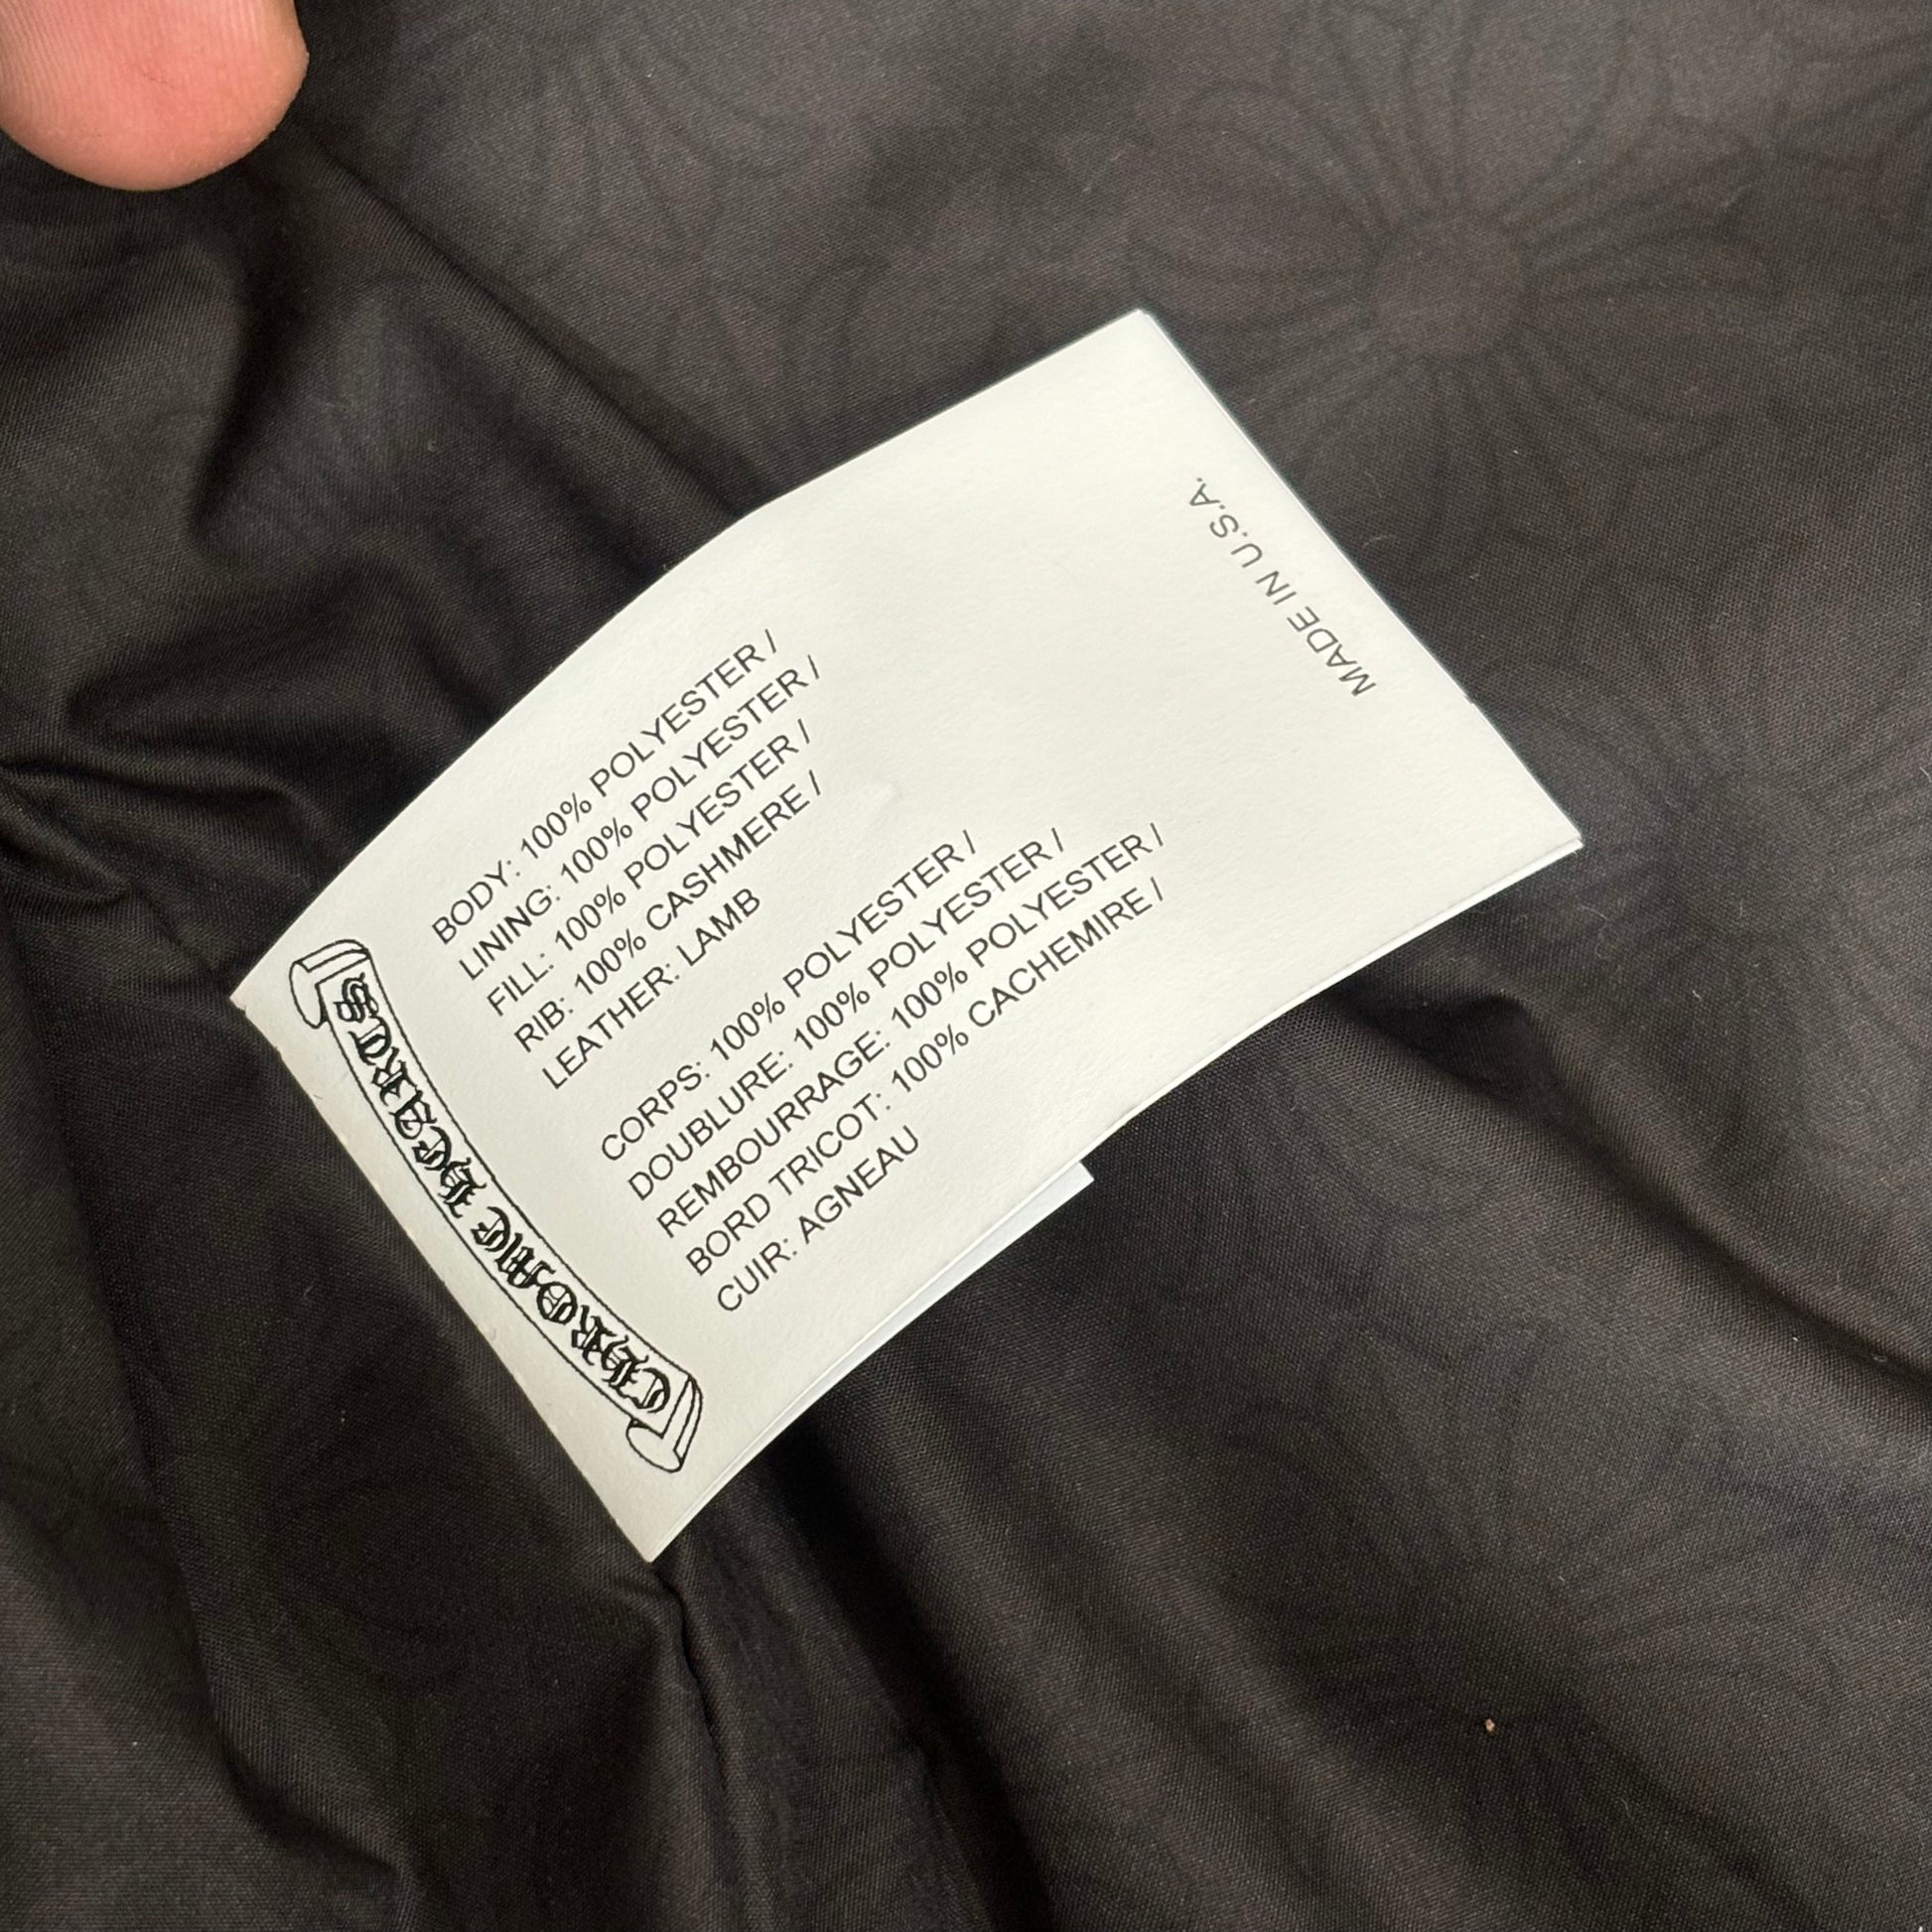 CHROME HEARTS
BODY: 100% POLYESTER /
LINING: 100% POLYESTER /
FILL: 100% POLYESTER /
RIB: 100% CASHMERE /
LEATHER: LAMB
CORPS: 100% POLYESTER /
DOUBLURE: 100% POLYESTER /
REMBOURRAGE: 100% POLYESTER /
BORD TRICOT: 100% CACHEMIRE /
CUIR: AGNEAU
MADE IN U.S.A.